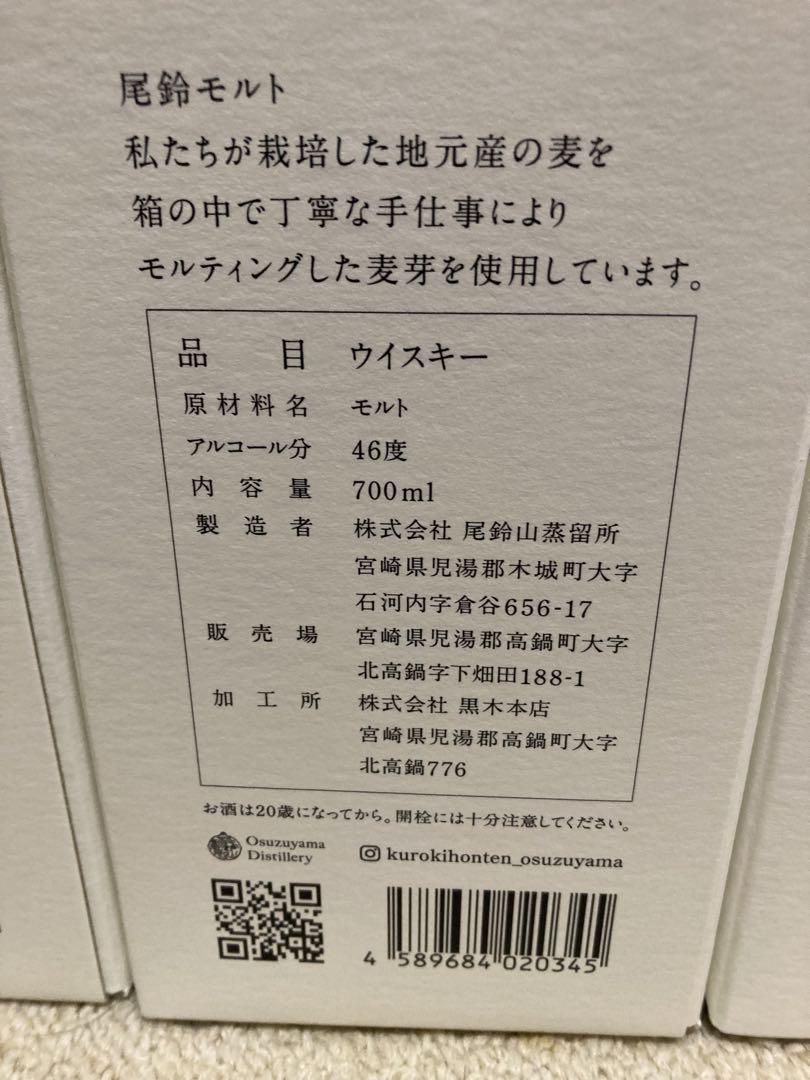 尾鈴モルト
私たちが栽培した地元産の麦を
箱の中で丁寧な手仕事により
モルティングした麦芽を使用しています。
品目 ウイスキー
原材料名 モルト
アルコール分 46度
内容量 700ml
製造者 株式会社 尾鈴山蒸留所
宮崎県児湯郡木城町大字
石河内字倉谷656-17
販売場 宮崎県児湯郡高鍋町大字
北高鍋字下畑田188-1
加工所 株式会社 黒木本店
宮崎県児湯郡高鍋町大字
北高鍋776
お酒は20歳になってから。開栓には十分注意してください。
Osuzuyama
Distillery
kurokihonten_osuzuyama
4 589684 020345